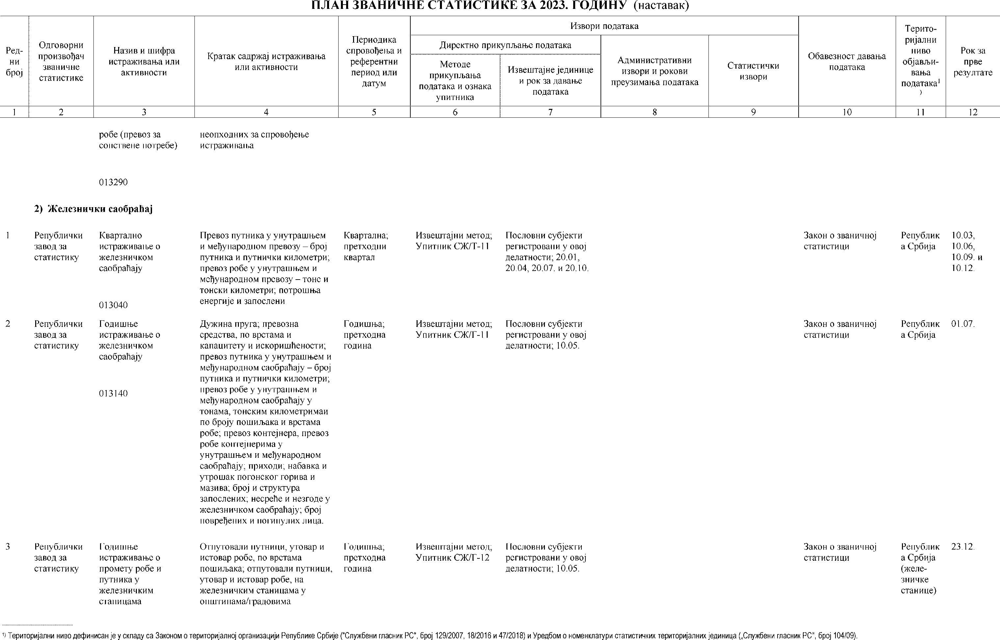 ПЛАН ЗВАНИЧНЕ СТАТИСТИКЕ ЗА 2023. ГОДИНУ (наставак)
Ред-
ни
број
Одговорни
произвођач
званичне
статистике
Назив и шифра
истраживања или
активности
Кратак садржај истраживања
или активности
Периодика
спровођења и
референтни
период или
датум
Извори података
Директно прикупљање података
Методе
прикупљања
података и ознака
упитника
Извештајне јединице
и рок за давање
података
Административни
извори и рокови
преузимања података
Статистички
извори
Обавезност давања
података
Терито-
ријални
ниво
објављи-
вања
података¹
⁾
Рок за
прве
резултате
1 2 3 4 5 6 7 8 9 10 11 12
робе (превоз за
сопствене потребе)
013290
неопходних за спровођење
истраживања
2) Железнички саобраћај
1
Републички
завод за
статистику
Квартално
истраживање о
железничком
саобраћају
013040
Превоз путника у унутрашњем
и међународном превозу – број
путника и путнички километри;
превоз робе у унутрашњем и
међународном превозу – тоне и
тонски километри; потрошња
енергије и запослени
Квартална;
претходни
квартал
Извештајни метод;
Упитник СЖ/Т-11
Пословни субјекти
регистровани у овој
делатности; 20.01,
20.04, 20.07. и 20.10.
Закон о званичној
статистици
Републик
а Србија
10.03,
10.06,
10.09. и
10.12.
2
Републички
завод за
статистику
Годишње
истраживање о
железничком
саобраћају
013140
Дужина пруга; превозна
средства, по врстама и
капацитету и искоришћености;
превоз путника у унутрашњем и
међународном саобраћају – број
путника и путнички километри;
превоз робе у унутрашњем и
међународном саобраћају у
тонама, тонским километримаи
по броју пошиљака и врстама
робе; превоз контејнера, превоз
робе контејнерима у
унутрашњем и међународном
саобраћају; приходи; набавка и
утрошак погонског горива и
мазива; број и структура
запослених; несреће и незгоде у
железничком саобраћају; број
повређених и погинулих лица.
Годишња;
претходна
година
Извештајни метод;
Упитник СЖ/Г-11
Пословни субјекти
регистровани у овој
делатности; 10.05.
Закон о званичној
статистици
Републик
а Србија
01.07.
3
Републички
завод за
статистику
Годишње
истраживање о
промету робе и
путника у
железничким
станицама
Отпутовали путници, утовар и
истовар робе, по врстама
пошиљака; отпутовали путници,
утовар и истовар робе, на
железничким станицама у
општинама/градовима
Годишња;
претходна
година
Извештајни метод;
Упитник СЖ/Г-12
Пословни субјекти
регистровани у овој
делатности; 10.05.
Закон о званичној
статистици
Републик
а Србија
(желе-
зничке
станице)
23.12.
¹⁾ Територијални ниво дефинисан је у складу са Законом о територијалној организацији Републике Србије ("Службени гласник РС", број 129/2007, 18/2016 и 47/2018) и Уредбом о номенклатури статистичких територијалних јединица („Службени гласник РС", број 104/09).